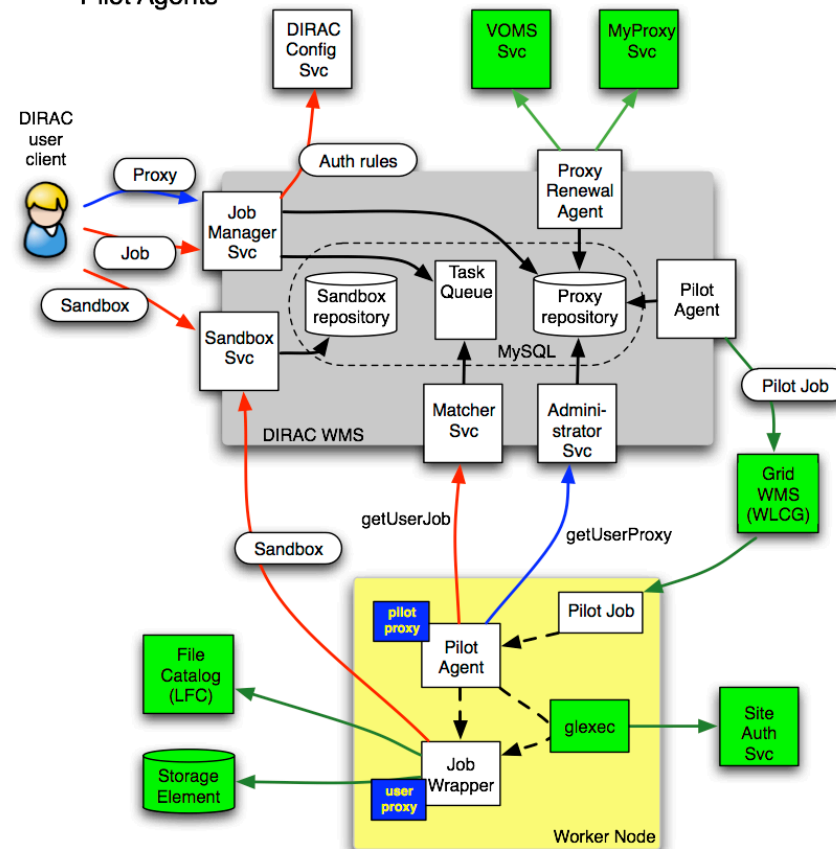 Pilot Agents
DIRAC
Config
Svc
VOMS
Svc
MyProxy
Svc
DIRAC
user
client
Proxy
Auth rules
Proxy
Renewal
Agent
Job
Manager
Svc
Job
Sandbox
Sandbox
repository
Task
Queue
Proxy
repository
Pilot
Agent
Sandbox
Svc
MySQL
Pilot Job
Matcher
Svc
Admini-
strator
Svc
DIRAC WMS
Grid
WMS
(WLCG)
getUserJob
getUserProxy
Sandbox
pilot
proxy
Pilot Job
Pilot
Agent
File
Catalog
(LFC)
glexec
Site
Auth
Svc
Job
Wrapper
Storage
Element
user
proxy
Worker Node